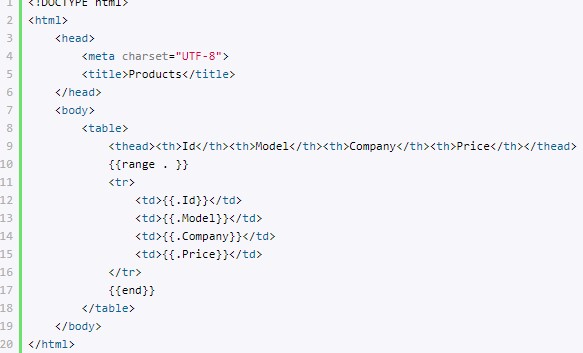 1 <!DOCTYPE html>
2 <html>
3     <head>
4         <meta charset="UTF-8">
5         <title>Products</title>
6     </head>
7     <body>
8         <table>
9             <thead><th>Id</th><th>Model</th><th>Company</th><th>Price</th></thead>
10             {{range . }}
11             <tr>
12                 <td>{{.Id}}</td>
13                 <td>{{.Model}}</td>
14                 <td>{{.Company}}</td>
15                 <td>{{.Price}}</td>
16             </tr>
17             {{end}}
18         </table>
19     </body>
20 </html>